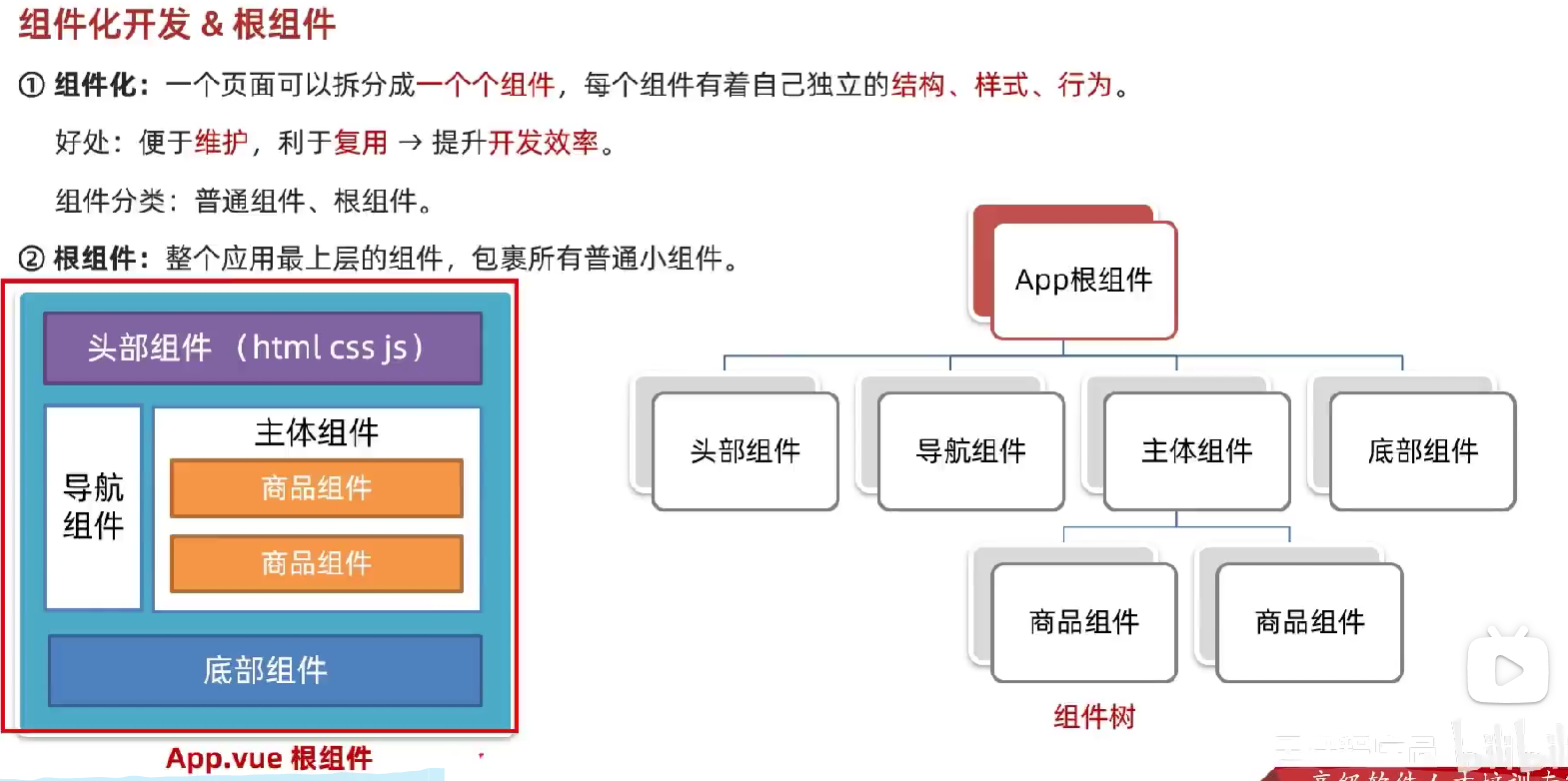 组件化开发 & 根组件
① 组件化：一个页面可以拆分成一个个组件，每个组件有着自己独立的结构、样式、行为。
好处：便于维护，利于复用 → 提升开发效率。
组件分类：普通组件、根组件。
② 根组件：整个应用最上层的组件，包裹所有普通小组件。
头部组件 （html css js）
导航
组件
主体组件
商品组件
商品组件
底部组件
App.vue 根组件
App根组件
头部组件
导航组件
主体组件
底部组件
商品组件
商品组件
组件树
bilibili